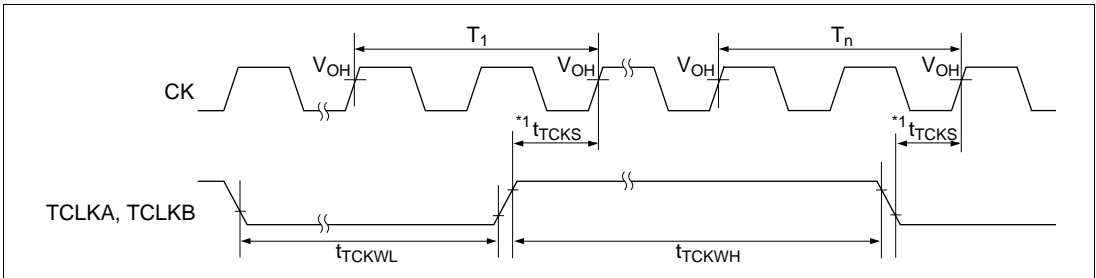 T1 Tn
VOH VOH VOH VOH
CK
*1 tTCKS *1 tTCKS
TCLKA, TCLKB
tTCKWL tTCKWH